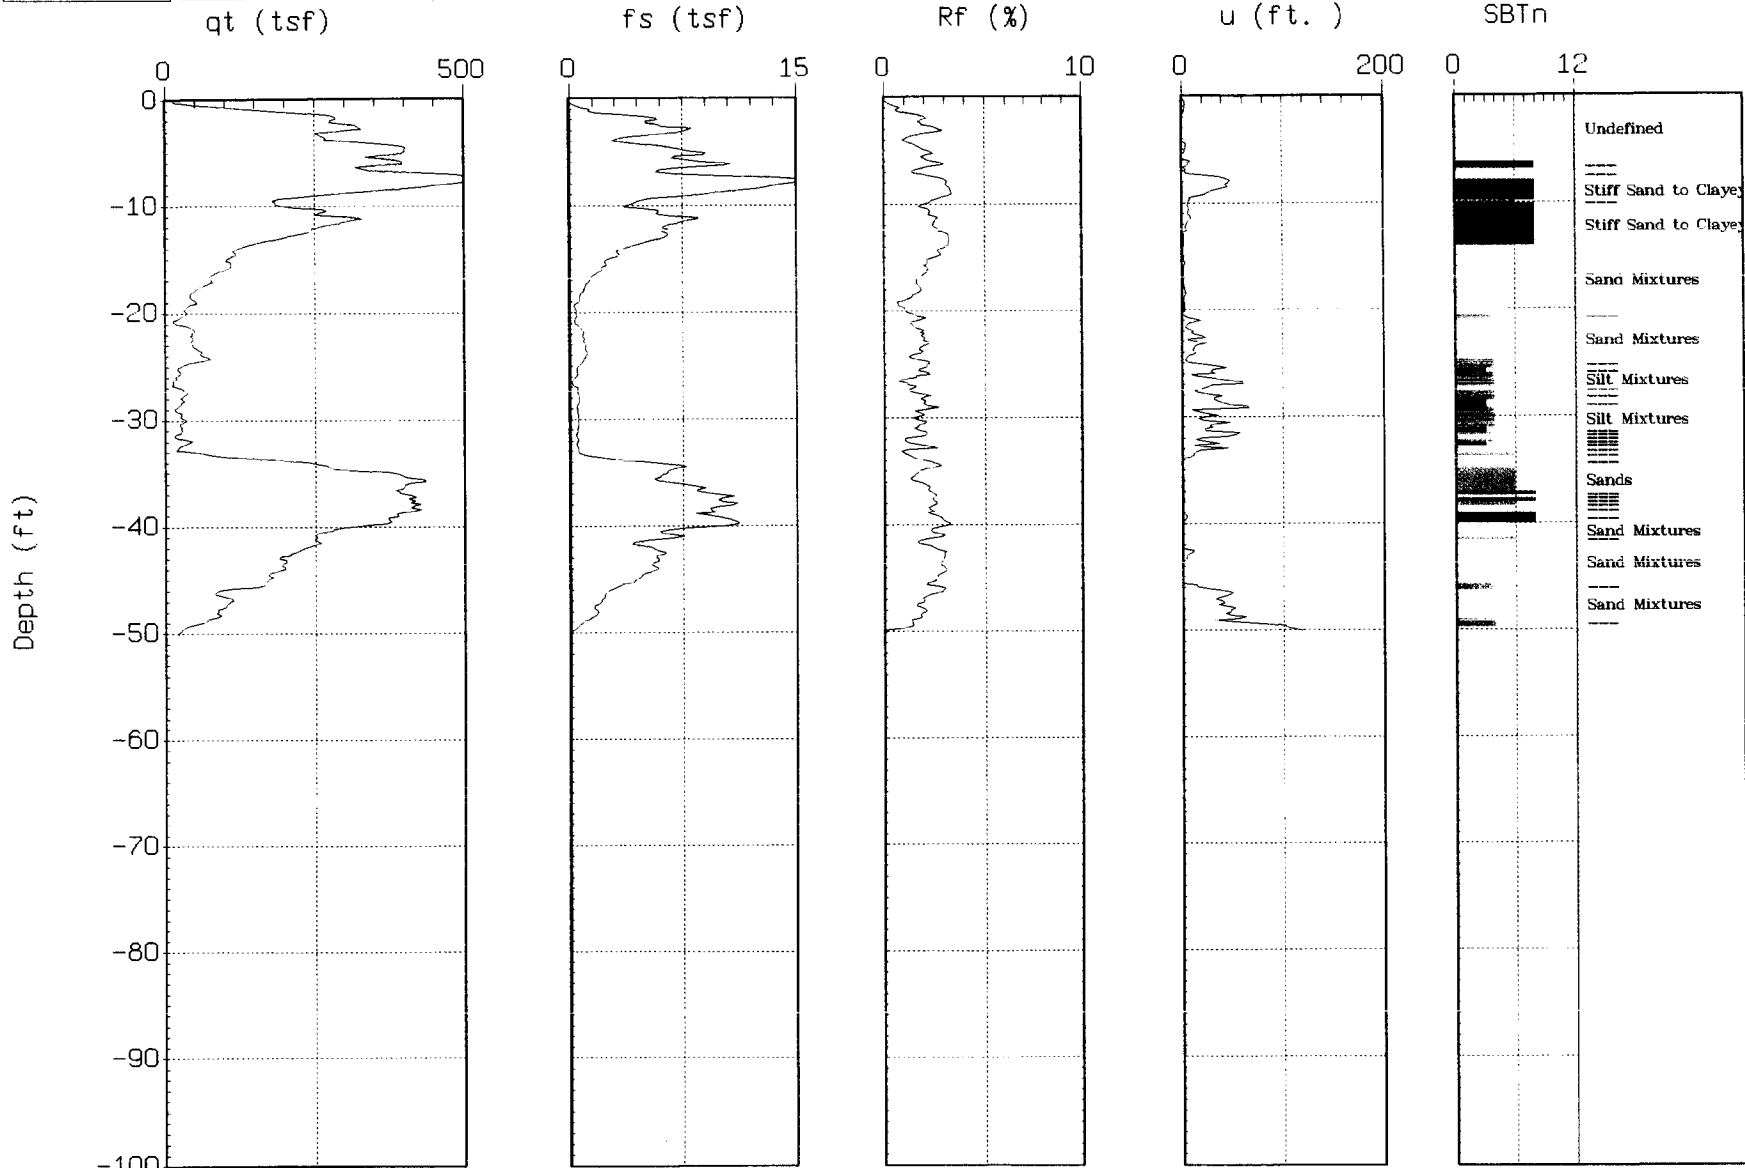 qt (tsf)
fs (tsf)
Rf (%)
u (ft. )
SBTn
0 500
0 15
0 10
0 200
0 12
Depth (ft)
0
-10
-20
-30
-40
-50
-60
-70
-80
-90
-100
Undefined
Stiff Sand to Clayey
Stiff Sand to Clayey
Sand Mixtures
Sand Mixtures
Silt Mixtures
Silt Mixtures
Sands
Sand Mixtures
Sand Mixtures
Sand Mixtures